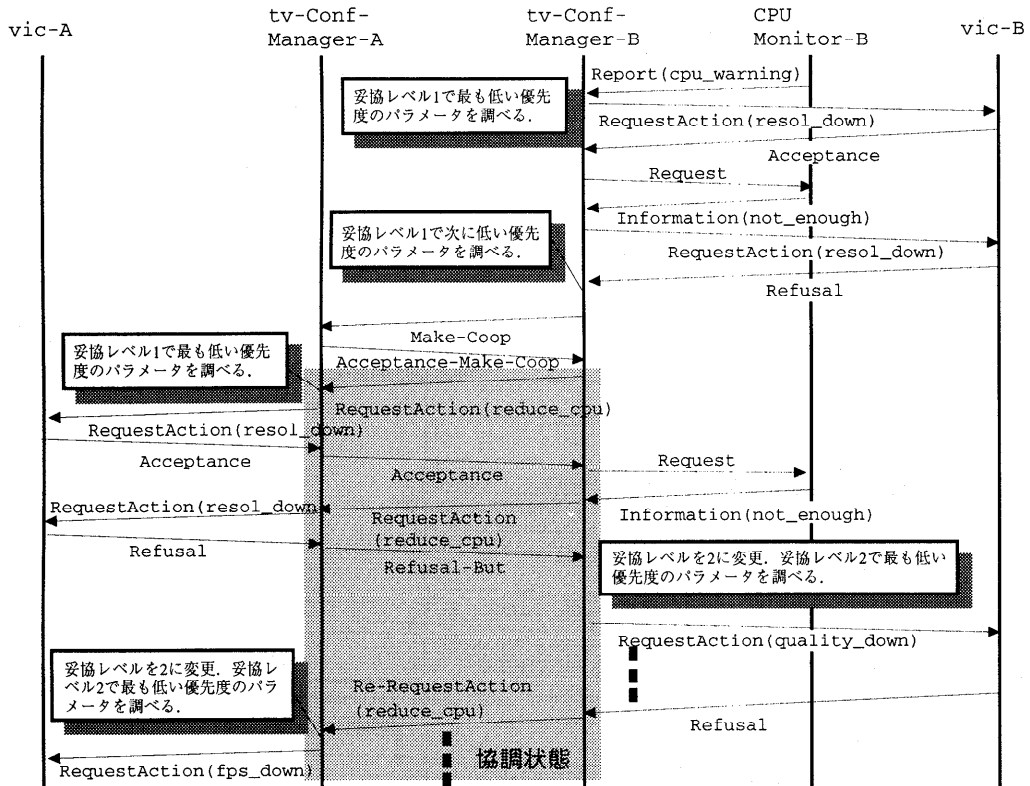 vic-A
tv-Conf-
Manager-A
tv-Conf-
Manager-B
CPU
Monitor-B
vic-B
Report(cpu_warning)
妥協レベル1で最も低い優先
度のパラメータを調べる.
RequestAction(resol_down)
Acceptance
Request
Information(not_enough)
妥協レベル1で次に低い優先
度のパラメータを調べる.
RequestAction(resol_down)
Refusal
Make-Coop
妥協レベル1で最も低い優先
度のパラメータを調べる.
Acceptance-Make-Coop
RequestAction(reduce_cpu)
RequestAction(resol_down)
Acceptance
Acceptance
Request
RequestAction(resol_down
RequestAction
(reduce_cpu)
Information(not_enough)
Refusal
Refusal-But
妥協レベルを2に変更. 妥協レベル2で最も低い
優先度のパラメータを調べる.
RequestAction(quality_down)
妥協レベルを2に変更. 妥協レ
ベル2で最も低い優先度のパラ
メータを調べる.
Re-RequestAction
(reduce_cpu)
Refusal
協調状態
RequestAction(fps_down)